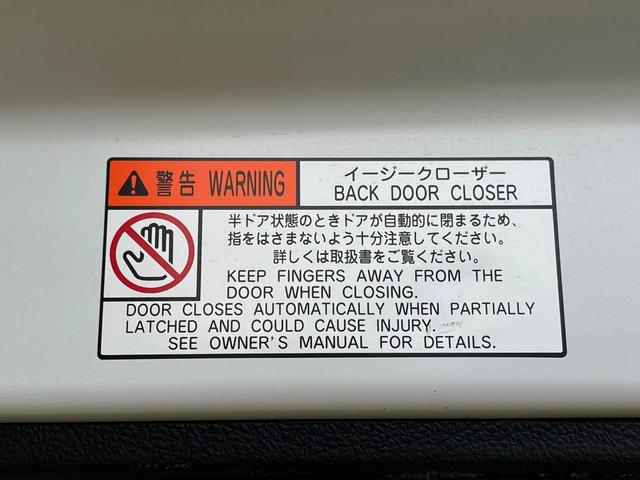 警告 WARNING
イージークローザー
BACK DOOR CLOSER
半ドア状態のときドアが自動的に閉まるため、
指をはさまないよう十分注意してください。
詳しくは取扱書をご覧ください。
KEEP FINGERS AWAY FROM THE
DOOR WHEN CLOSING.
DOOR CLOSES AUTOMATICALLY WHEN PARTIALLY
LATCHED AND COULD CAUSE INJURY.
SEE OWNER'S MANUAL FOR DETAILS.